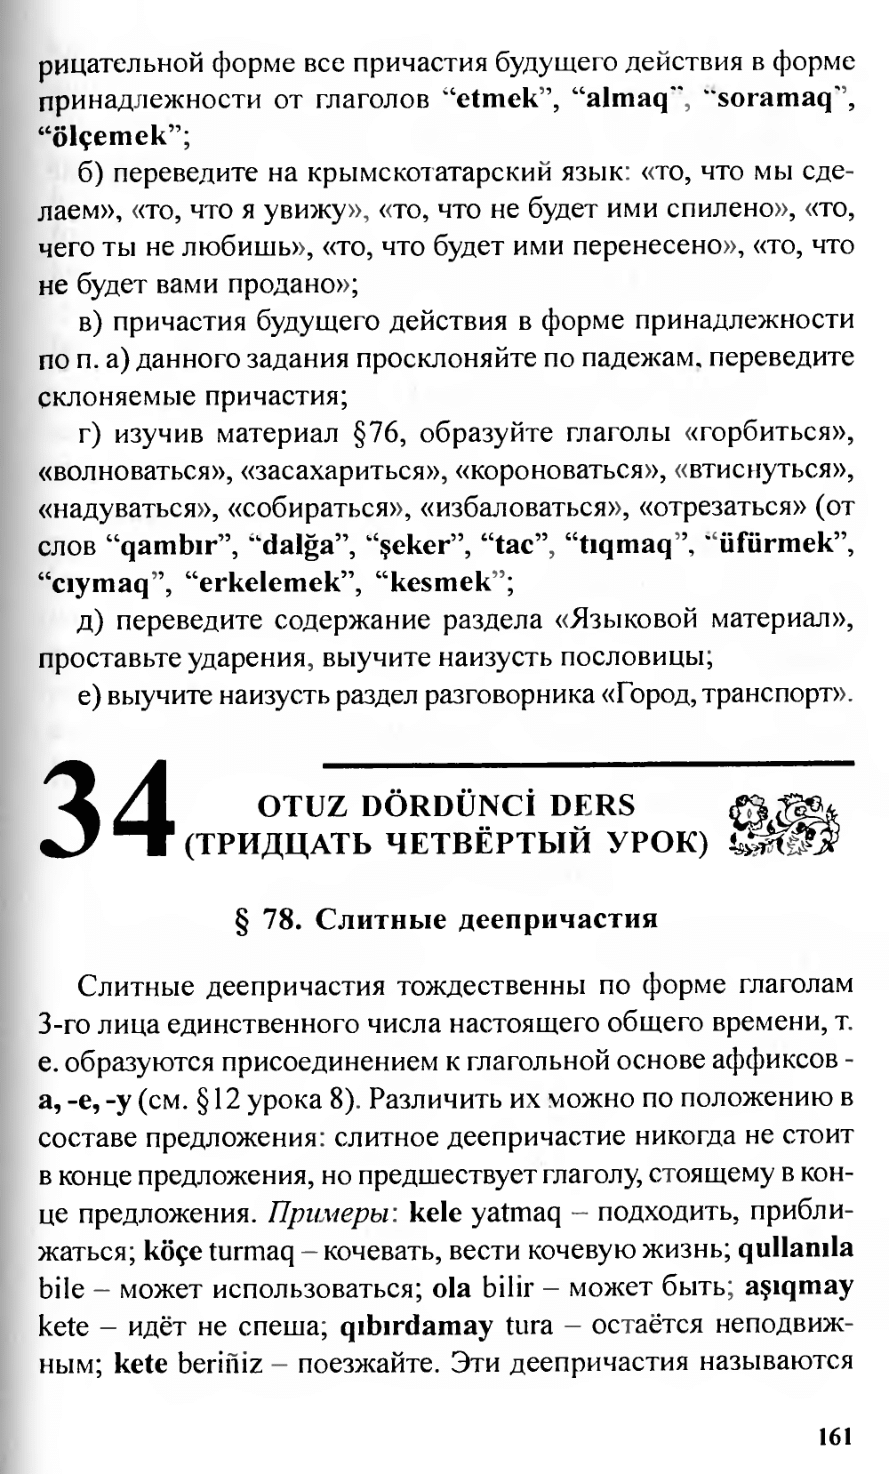 рицательной форме все причастия будущего действия в форме
принадлежности от глаголов “etmek”, “almaq”, “soramaq”,
“ölçemek”;
б) переведите на крымскотатарский язык: «то, что мы сде-
лаем», «то, что я увижу», «то, что не будет ими спилено», «то,
чего ты не любишь», «то, что будет ими перенесено», «то, что
не будет вами продано»;
в) причастия будущего действия в форме принадлежности
по п. а) данного задания просклоняйте по падежам, переведите
склоняемые причастия;
г) изучив материал §76, образуйте глаголы «горбиться»,
«волноваться», «засахариться», «короноваться», «втиснуться»,
«надуваться», «собираться», «избаловаться», «отрезаться» (от
слов “qambır”, “dalğa”, “şeker”, “tac”, “tıqmaq”, “üfürmek”,
“cıymaq”, “erkelemek”, “kesmek”;
д) переведите содержание раздела «Языковой материал»,
проставьте ударения, выучите наизусть пословицы;
е) выучите наизусть раздел разговорника «Город, транспорт».
34
OTUZ DÖRDÜNCİ DERS
(ТРИДЦАТЬ ЧЕТВЁРТЫЙ УРОК)
§ 78. Слитные деепричастия
Слитные деепричастия тождественны по форме глаголам
3-го лица единственного числа настоящего общего времени, т.
е. образуются присоединением к глагольной основе аффиксов -
а, -е, -у (см. §12 урока 8). Различить их можно по положению в
составе предложения: слитное деепричастие никогда не стоит
в конце предложения, но предшествует глаголу, стоящему в кон-
це предложения. Примеры: kele yatmaq – подходить, прибли-
жаться; köçe turmaq – кочевать, вести кочевую жизнь; qullanıla
bile – может использоваться; ola bilir – может быть; aşıqmay
kete – идёт не спеша; qıbırdamay tura – остаётся неподвиж-
ным; kete beriñiz – поезжайте. Эти деепричастия называются
161